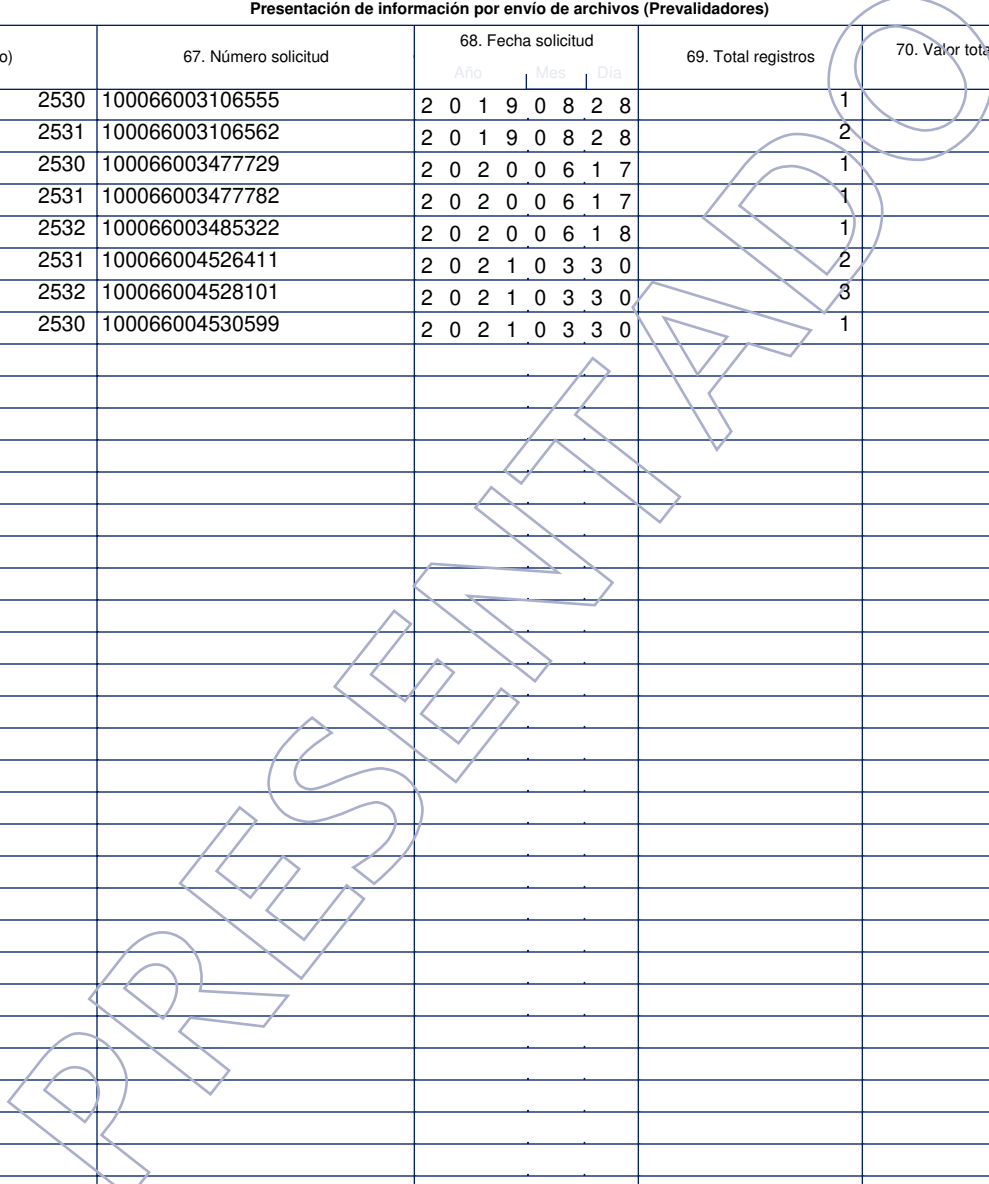 Presentación de información por envío de archivos (Prevalidadores)
o) 67. Número solicitud 68. Fecha solicitud 69. Total registros 70. Valor tota
Año Mes Día
2530 100066003106555 2 0 1 9 0 8 2 8 1
2531 100066003106562 2 0 1 9 0 8 2 8 2
2530 100066003477729 2 0 2 0 0 6 1 7 1
2531 100066003477782 2 0 2 0 0 6 1 7 1
2532 100066003485322 2 0 2 0 0 6 1 8 1
2531 100066004526411 2 0 2 1 0 3 3 0 2
2532 100066004528101 2 0 2 1 0 3 3 0 3
2530 100066004530599 2 0 2 1 0 3 3 0 1
PRESENTADO